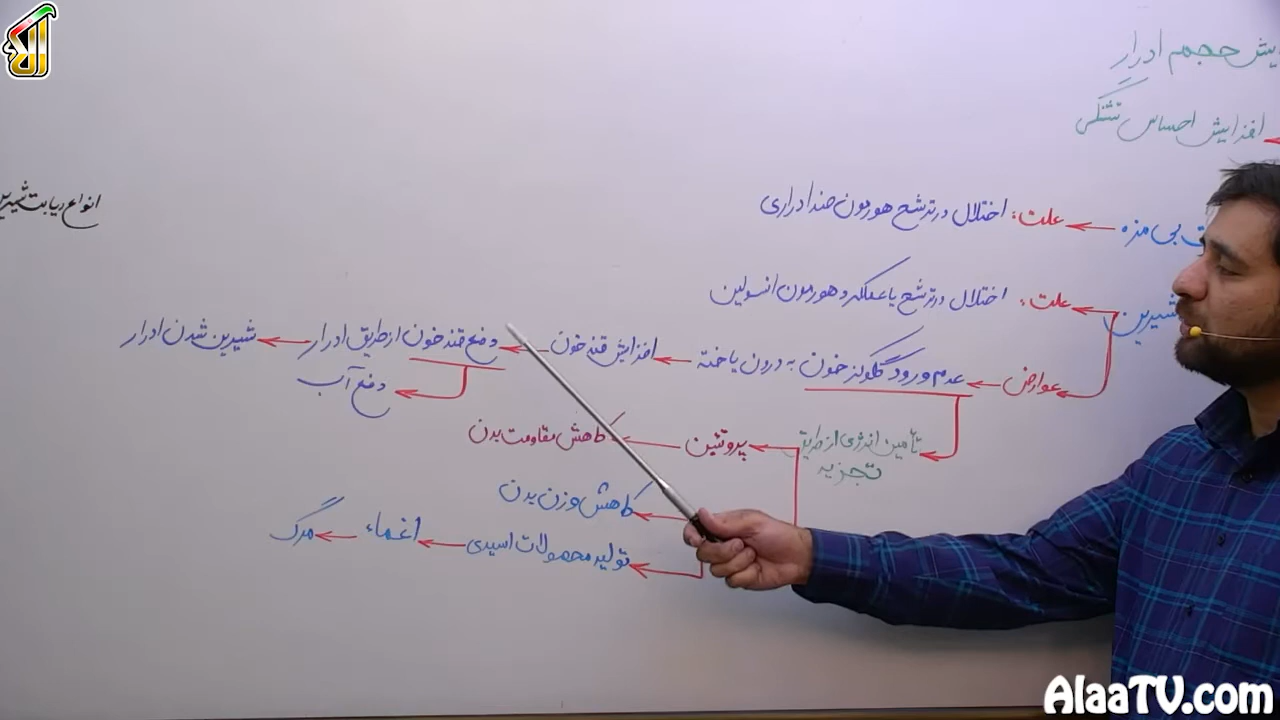 آلاء
حجم ادرار
افزایش احساس تشنگی
بی مزه علت: اختلال در ترشح هورمون ضد ادراری
شیرین علت: اختلال در ترشح یا عملکرد هورمون انسولین
عوارض عدم ورود گلوکز خون به درون یاخته افزایش قند خون دفع قند خون از طریق ادرار شیرین شدن ادرار
دفع آب
تأمین انرژی از طریق تجزیه پروتئین کاهش مقاومت بدن
کاهش وزن بدن
تولید محصولات اسیدی اغماء مرگ
انواع دیابت شیرین
AlaaTV.com